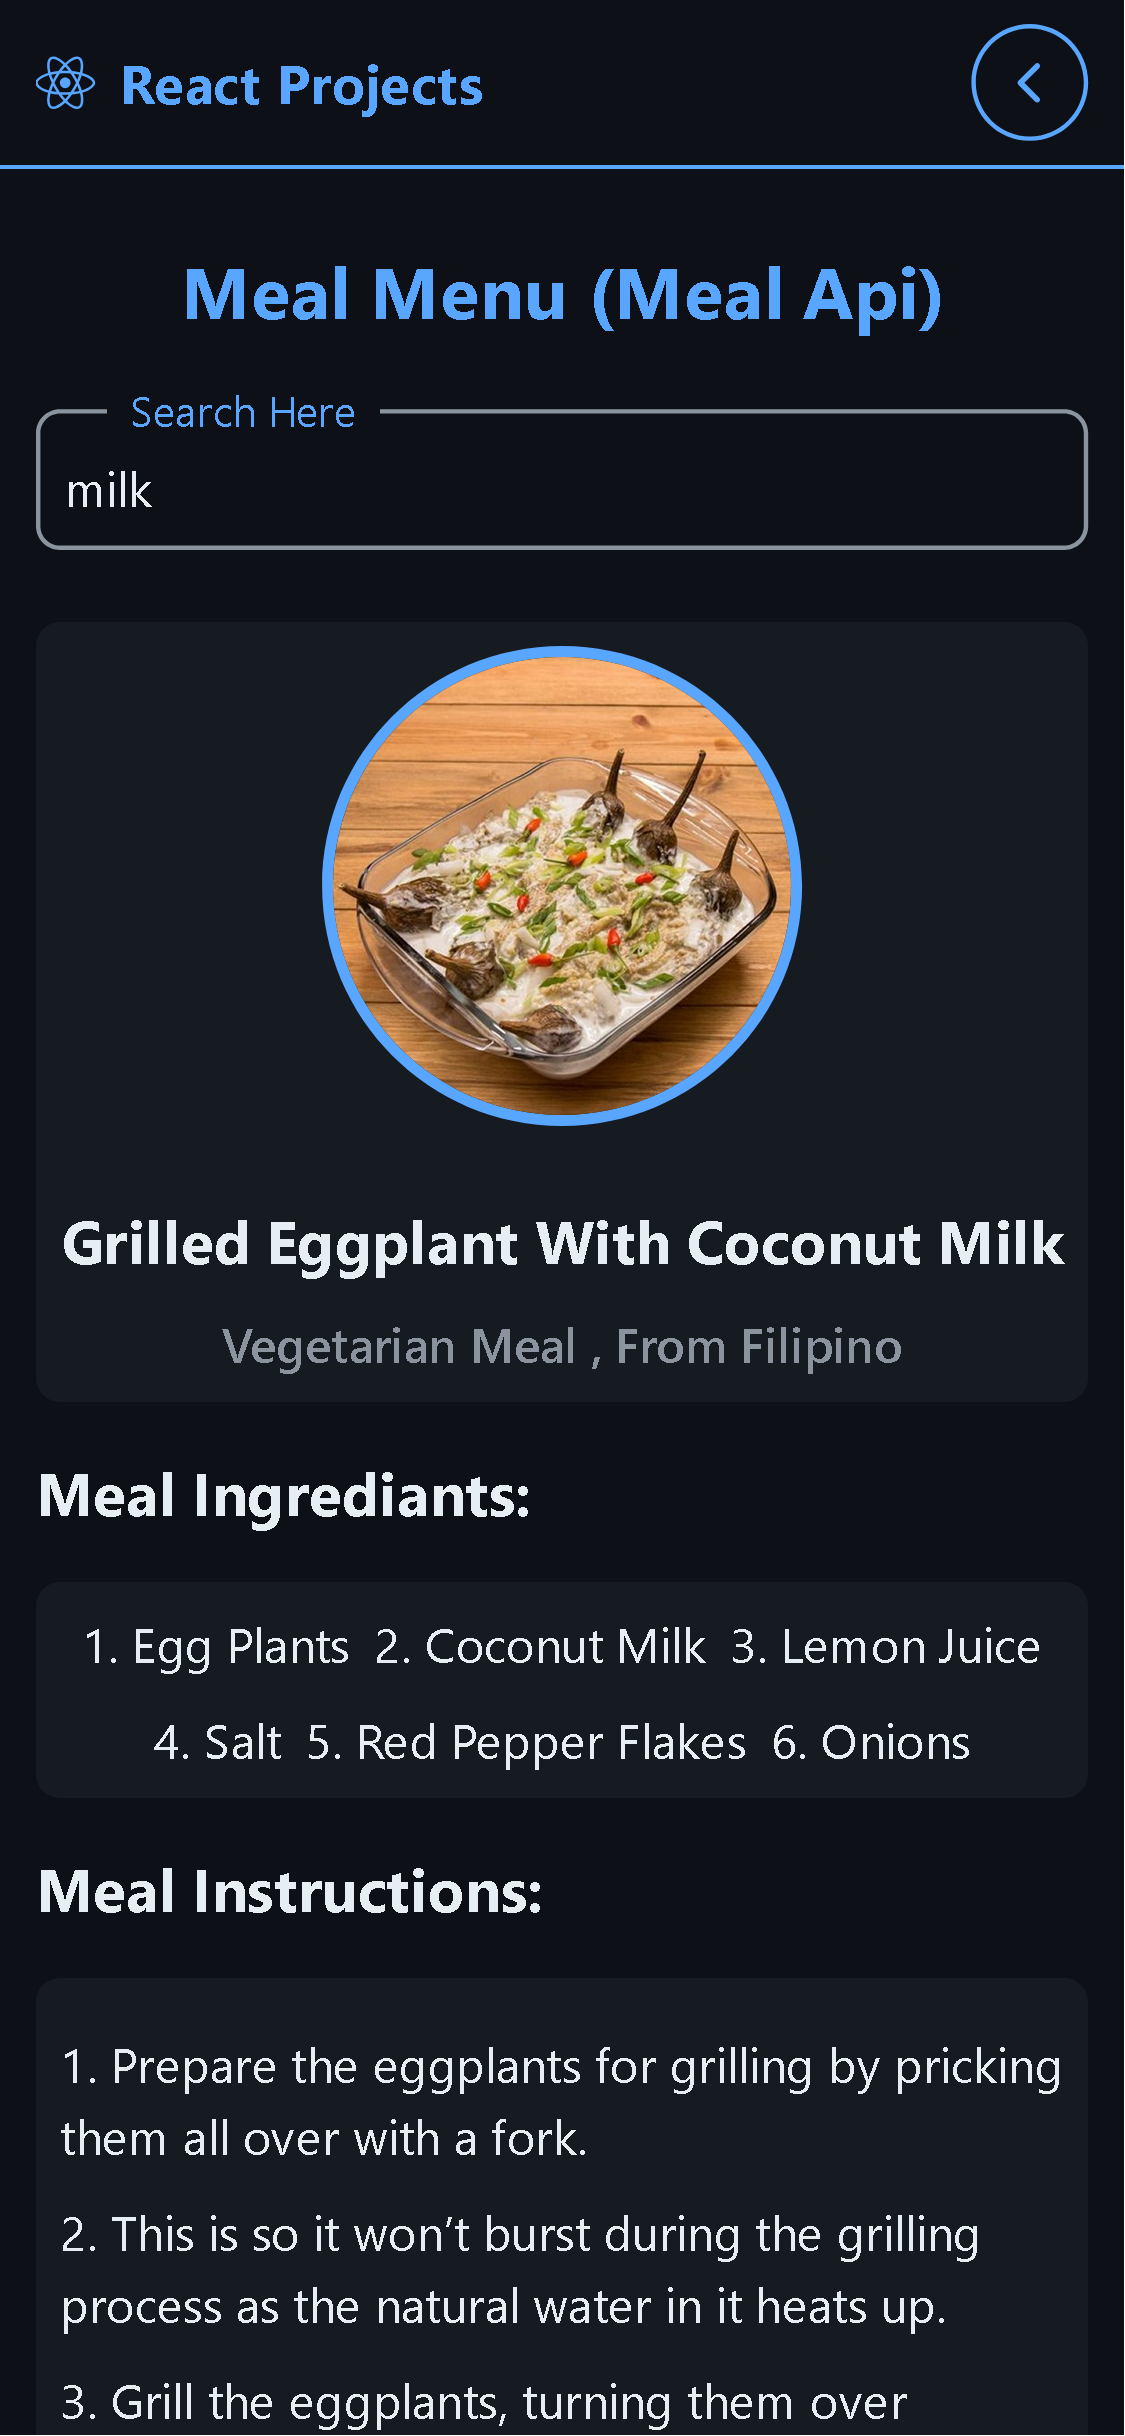 React Projects
Meal Menu (Meal Api)
Search Here
milk
Grilled Eggplant With Coconut Milk
Vegetarian Meal , From Filipino
Meal Ingrediants:
1. Egg Plants 2. Coconut Milk 3. Lemon Juice
4. Salt 5. Red Pepper Flakes 6. Onions
Meal Instructions:
1. Prepare the eggplants for grilling by pricking
them all over with a fork.
2. This is so it won’t burst during the grilling
process as the natural water in it heats up.
3. Grill the eggplants, turning them over